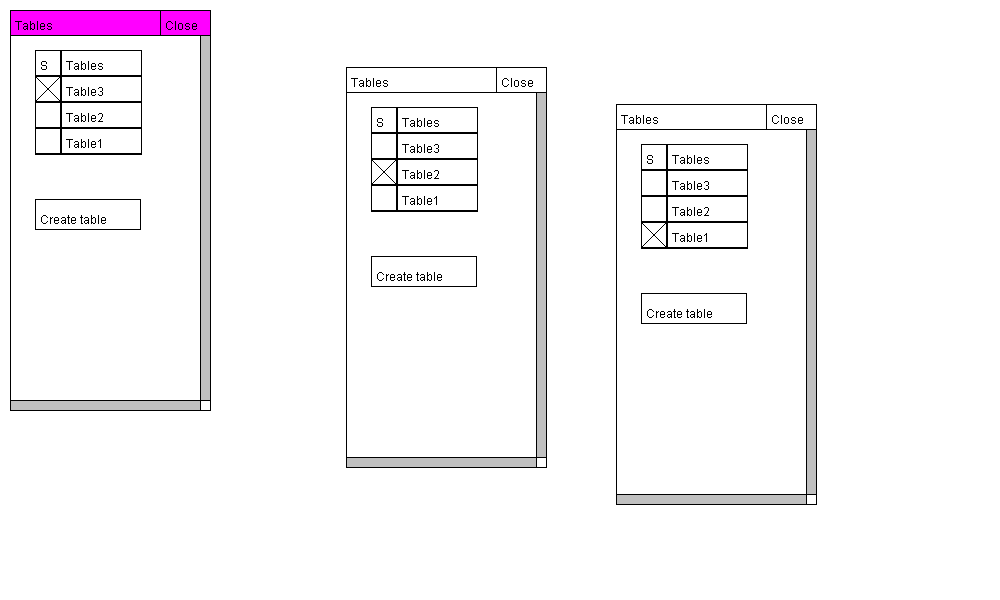 Tables Close
S Tables
Table3
Table2
Table1
Create table
Tables Close
S Tables
Table3
Table2
Table1
Create table
Tables Close
S Tables
Table3
Table2
Table1
Create table